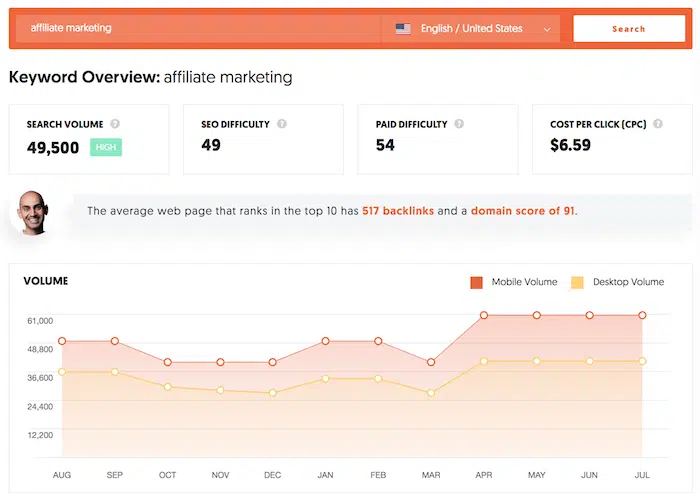 affiliate marketing English / United States Search
Keyword Overview: affiliate marketing
SEARCH VOLUME ? SEO DIFFICULTY ? PAID DIFFICULTY ? COST PER CLICK (CPC) ?
49,500 HIGH 49 54 $6.59
The average web page that ranks in the top 10 has 517 backlinks and a domain score of 91.
VOLUME Mobile Volume Desktop Volume
61,000
48,800
36,600
24,400
12,200
AUG SEP OCT NOV DEC JAN FEB MAR APR MAY JUN JUL